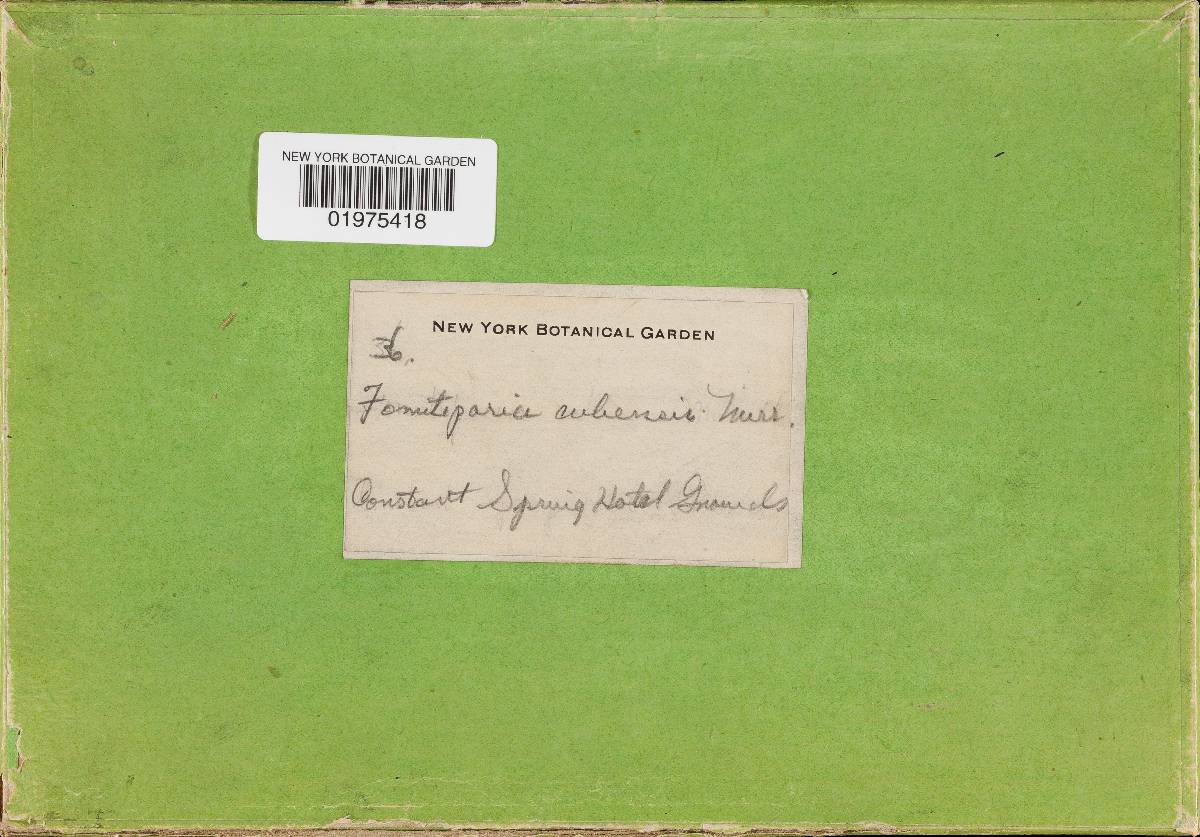 NEW YORK BOTANICAL GARDEN
01975418
NEW YORK BOTANICAL GARDEN
36.
Fomitiporia cubensis Murr.
Constant Spring Hotel Grounds